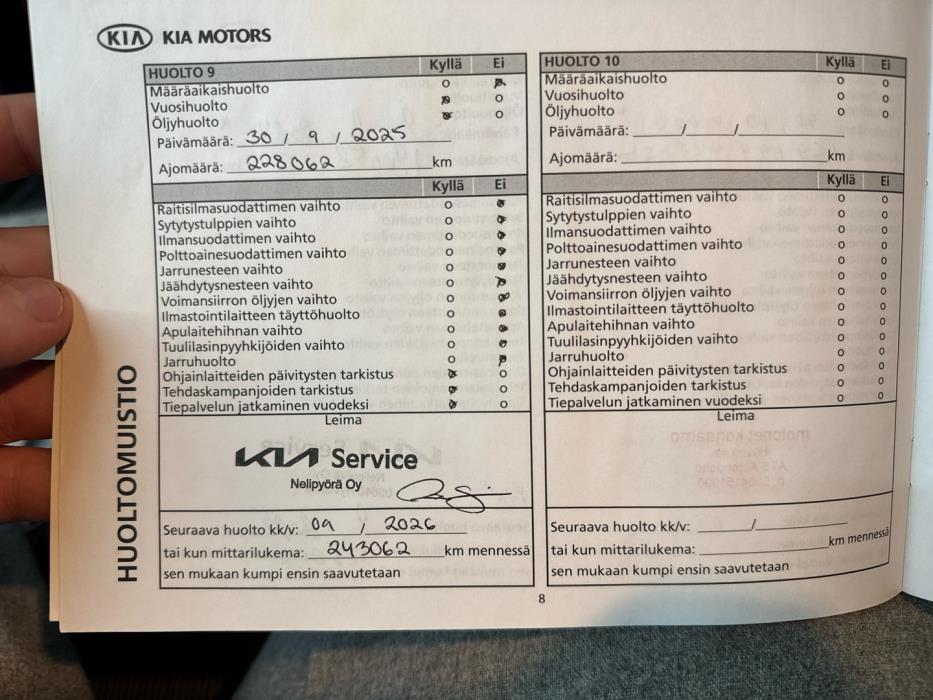 KIA KIA MOTORS
HUOLTOMUISTIO
HUOLTO 9 Kyllä Ei
Määräaikaishuolto o o
Vuosihuolto o o
Öljyhuolto o o
Päivämäärä: 30 / 9 / 2025
Ajomäärä: 228062 km
Kyllä Ei
Raitisilmasuodattimen vaihto o o
Sytytystulppien vaihto o o
Ilmansuodattimen vaihto o o
Polttoainesuodattimen vaihto o o
Jarrunesteen vaihto o o
Jäähdytysnesteen vaihto o o
Voimansiirron öljyjen vaihto o o
Ilmastointilaitteen täyttöhuolto o o
Apulaitehihnan vaihto o o
Tuulilasinpyyhkijöiden vaihto o o
Jarruhuolto o o
Ohjainlaitteiden päivitysten tarkistus o
Tehdaskampanjoiden tarkistus o
Tiepalvelun jatkaminen vuodeksi o o
Leima
KIA Service
Nelipyörä Oy
Seuraava huolto kk/v: 09 / 2026
tai kun mittarilukema: 243062 km mennessä
sen mukaan kumpi ensin saavutetaan
HUOLTO 10 Kyllä Ei
Määräaikaishuolto o o
Vuosihuolto o o
Öljyhuolto o o
Päivämäärä: / /
Ajomäärä: km
Kyllä Ei
Raitisilmasuodattimen vaihto o o
Sytytystulppien vaihto o o
Ilmansuodattimen vaihto o o
Polttoainesuodattimen vaihto o o
Jarrunesteen vaihto o o
Jäähdytysnesteen vaihto o o
Voimansiirron öljyjen vaihto o o
Ilmastointilaitteen täyttöhuolto o o
Apulaitehihnan vaihto o o
Tuulilasinpyyhkijöiden vaihto o o
Jarruhuolto o o
Ohjainlaitteiden päivitysten tarkistus o o
Tehdaskampanjoiden tarkistus o o
Tiepalvelun jatkaminen vuodeksi o o
Leima
Seuraava huolto kk/v: /
tai kun mittarilukema: km mennessä
sen mukaan kumpi ensin saavutetaan
8